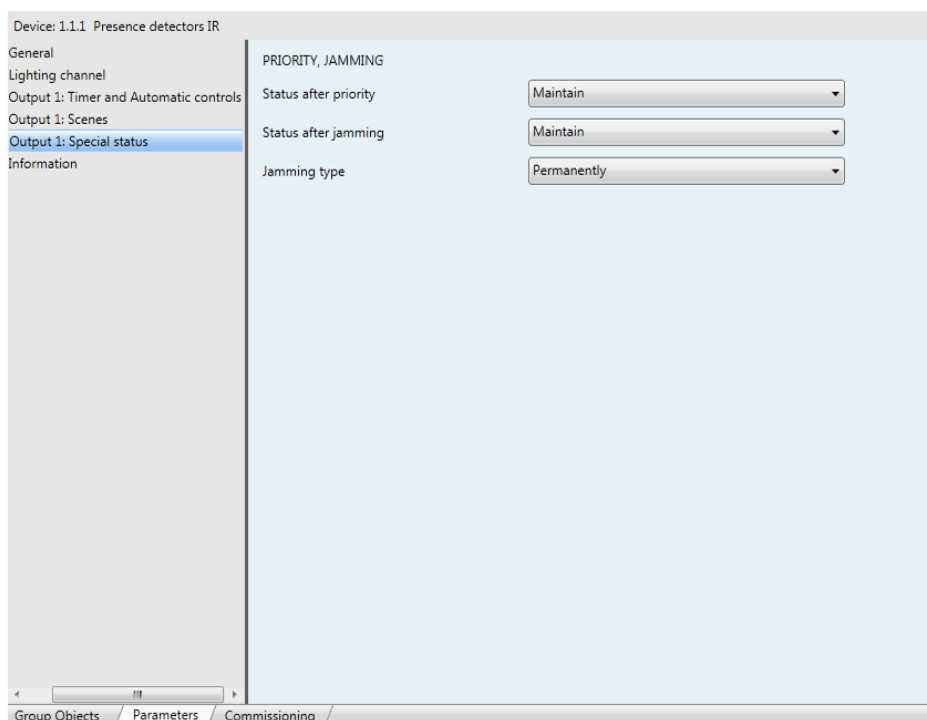 Device: 1.1.1 Presence detectors IR
General
Lighting channel
Output 1: Timer and Automatic controls
Output 1: Scenes
Output 1: Special status
Information
PRIORITY, JAMMING
Status after priority Maintain
Status after jamming Maintain
Jamming type Permanently
Group Objects Parameters Commissioning